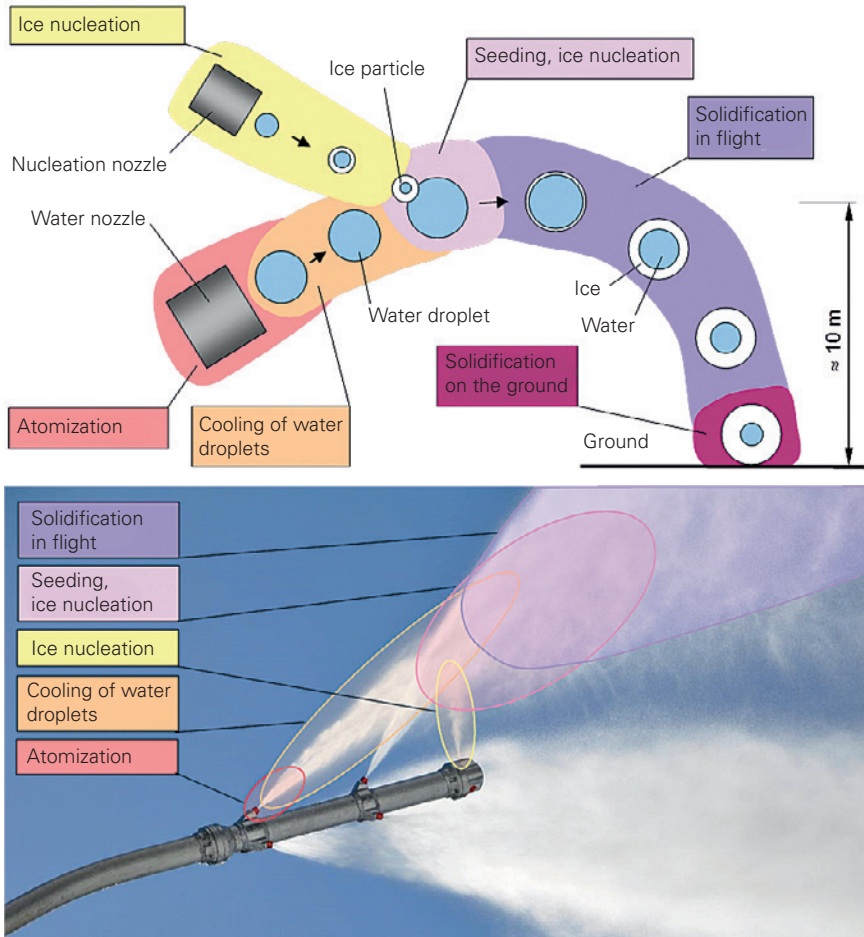 Ice nucleation
Ice particle
Seeding, ice nucleation
Solidification
in flight
Nucleation nozzle
Water nozzle
Ice
Water
Water droplet
≈ 10 m
Solidification
on the ground
Atomization
Cooling of water
droplets
Ground
Solidification
in flight
Seeding,
ice nucleation
Ice nucleation
Cooling of water
droplets
Atomization